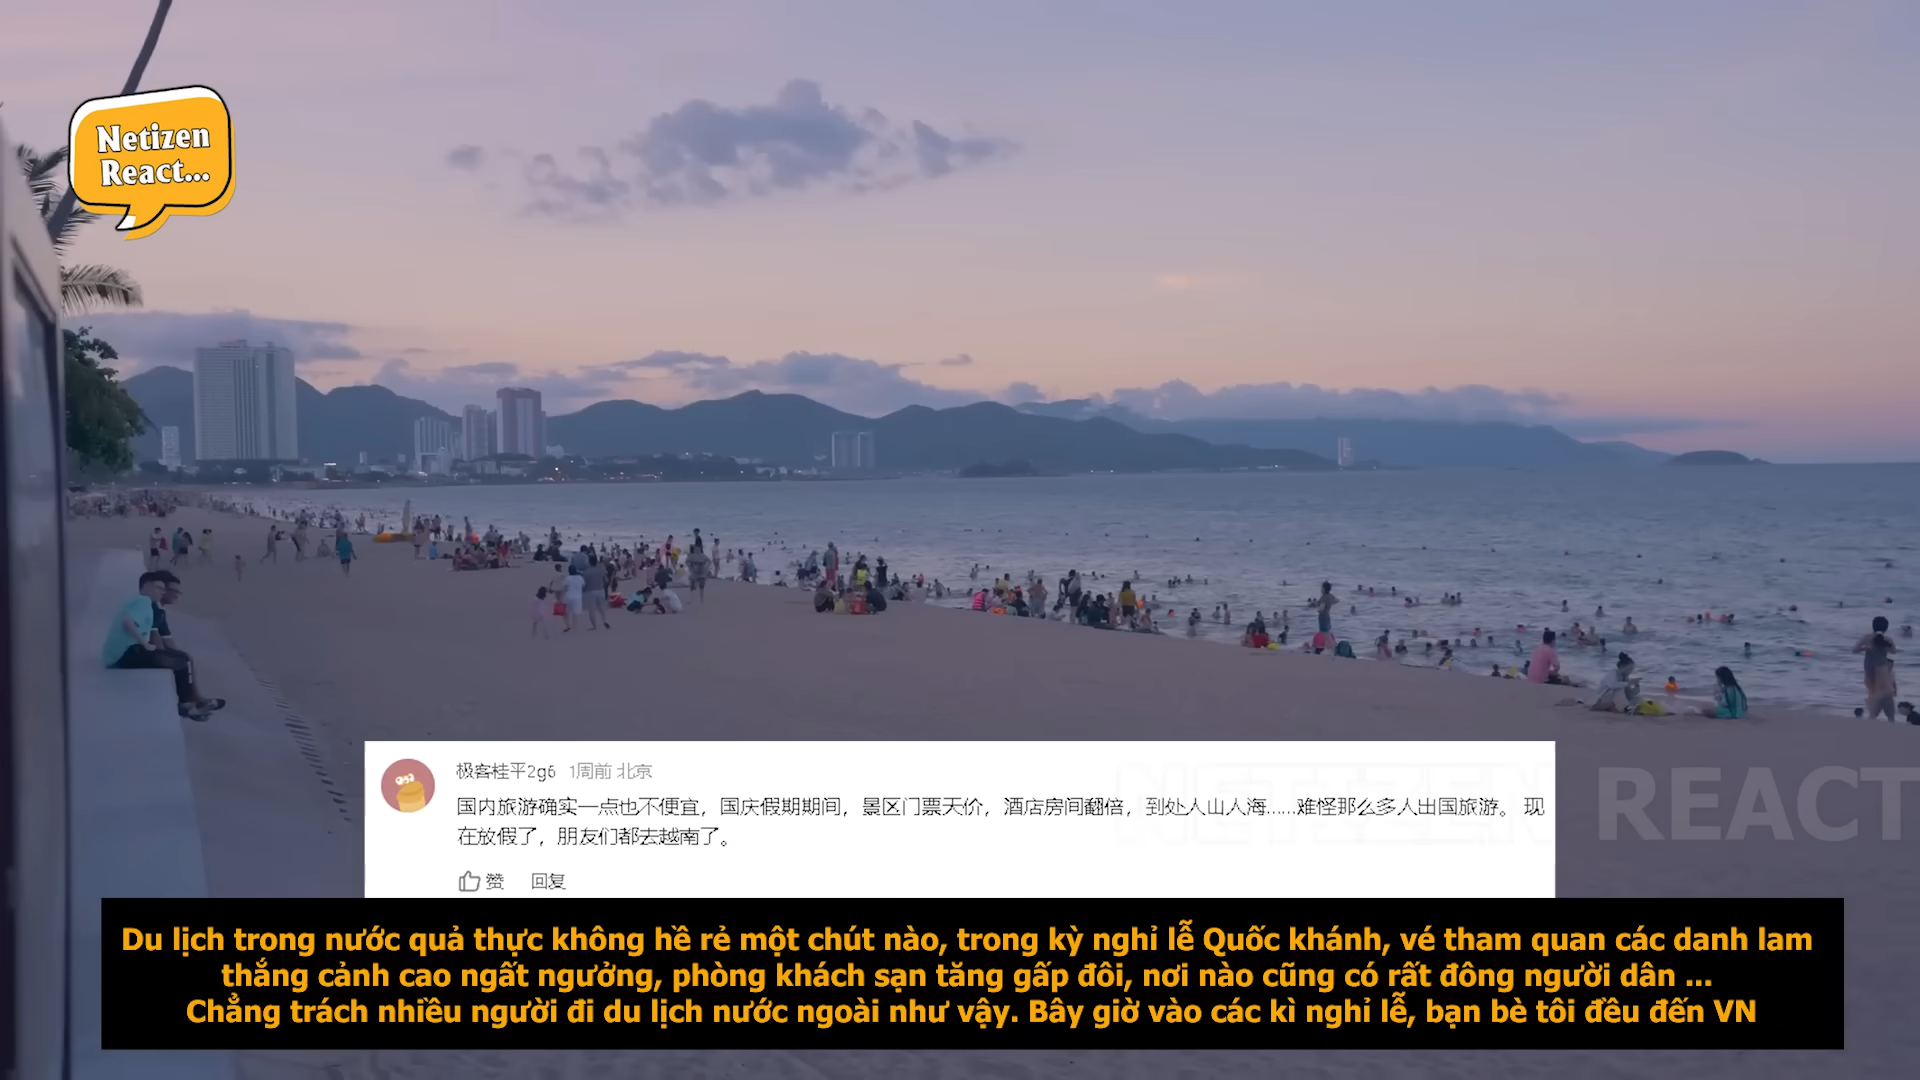 Netizen
React...
极客桂平2g6 1周前 北京
国内旅游确实一点也不便宜，国庆假期期间，景区门票天价，酒店房间翻倍，到处人山人海......难怪那么多人出国旅游。 现
在放假了，朋友们都去越南了。
赞 回复
NETIZEN REACT
Du lịch trong nước quả thực không hề rẻ một chút nào, trong kỳ nghỉ lễ Quốc khánh, vé tham quan các danh lam
thắng cảnh cao ngất ngưởng, phòng khách sạn tăng gấp đôi, nơi nào cũng có rất đông người dân ...
Chẳng trách nhiều người đi du lịch nước ngoài như vậy. Bây giờ vào các kì nghỉ lễ, bạn bè tôi đều đến VN